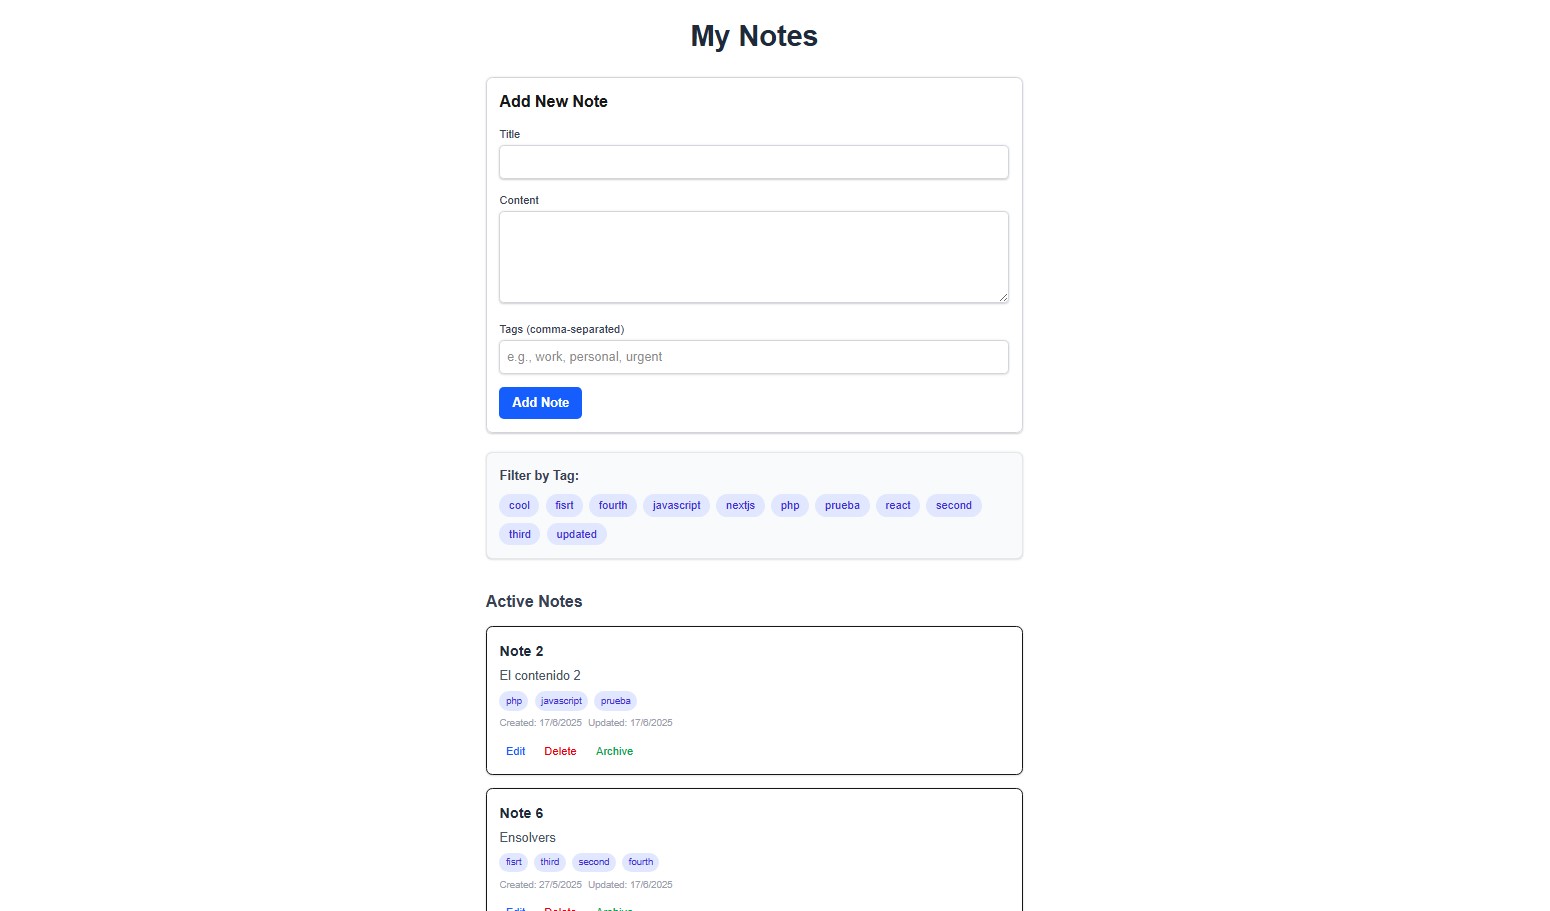 My Notes
Add New Note
Title
Content
Tags (comma-separated)
e.g., work, personal, urgent
Add Note
Filter by Tag:
cool fisrt fourth javascript nextjs php prueba react second
third updated
Active Notes
Note 2
El contenido 2
php javascript prueba
Created: 17/6/2025 Updated: 17/6/2025
Edit Delete Archive
Note 6
Ensolvers
fisrt third second fourth
Created: 27/5/2025 Updated: 17/6/2025
Edit Delete Archive